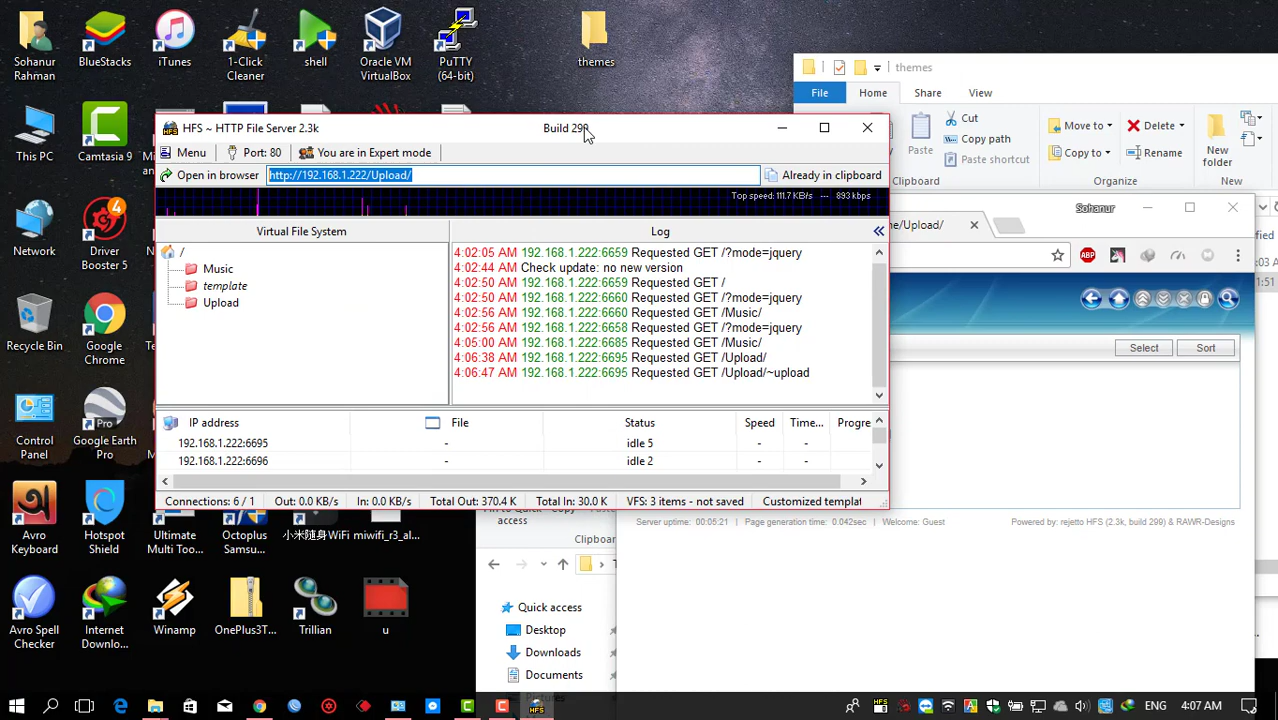 Sohanur
Rahman
BlueStacks
iTunes
1-Click
Cleaner
shell
Oracle VM
VirtualBox
PuTTY
(64-bit)
themes
themes
File
Home
Share
View
Cut
Copy path
Paste shortcut
Paste
Clipboard
Move to
Copy to
Delete
Rename
Organize
New
folder
HFS ~ HTTP File Server 2.3k
Build 299
Menu
Port: 80
You are in Expert mode
Open in browser
http://192.168.1.222/Upload/
Already in clipboard
Top speed: 111.7 KB/s --- 893 kbps
Virtual File System
Log
/
Music
template
Upload
4:02:05 AM 192.168.1.222:6659 Requested GET /?mode=jquery
4:02:44 AM Check update: no new version
4:02:50 AM 192.168.1.222:6659 Requested GET /
4:02:50 AM 192.168.1.222:6660 Requested GET /?mode=jquery
4:02:56 AM 192.168.1.222:6660 Requested GET /Music/
4:02:56 AM 192.168.1.222:6658 Requested GET /?mode=jquery
4:05:00 AM 192.168.1.222:6685 Requested GET /Music/
4:06:38 AM 192.168.1.222:6695 Requested GET /Upload/
4:06:47 AM 192.168.1.222:6695 Requested GET /Upload/~upload
IP address File Status Speed Time... Progre
192.168.1.222:6695 - idle 5 - -
192.168.1.222:6696 - idle 2 - -
Connections: 6 / 1 Out: 0.0 KB/s In: 0.0 KB/s Total Out: 370.4 K Total In: 30.0 K VFS: 3 items - not saved Customized templat
This PC
Camtasia 9
Network
Driver
Booster 5
4
Recycle Bin
Google
Chrome
Control
Panel
Google Earth
Pro
Pro
Avro
Keyboard
Hotspot
Shield
Ultimate
Multi Too...
Octoplus
Samsu...
小米隨身WiFi
miwifi_r3_al...
Avro Spell
Checker
Internet
Downlo...
Winamp
OnePlus3T...
Trillian
u
Sohanur
ne/Upload/
ABP
Select
Sort
Server uptime: 00:05:21 | Page generation time: 0.042sec | Welcome: Guest
Powered by: rejetto HFS (2.3k, build 299) & RAWR-Designs
access
Clipboar
Quick access
Desktop
Downloads
Documents
ENG
4:07 AM